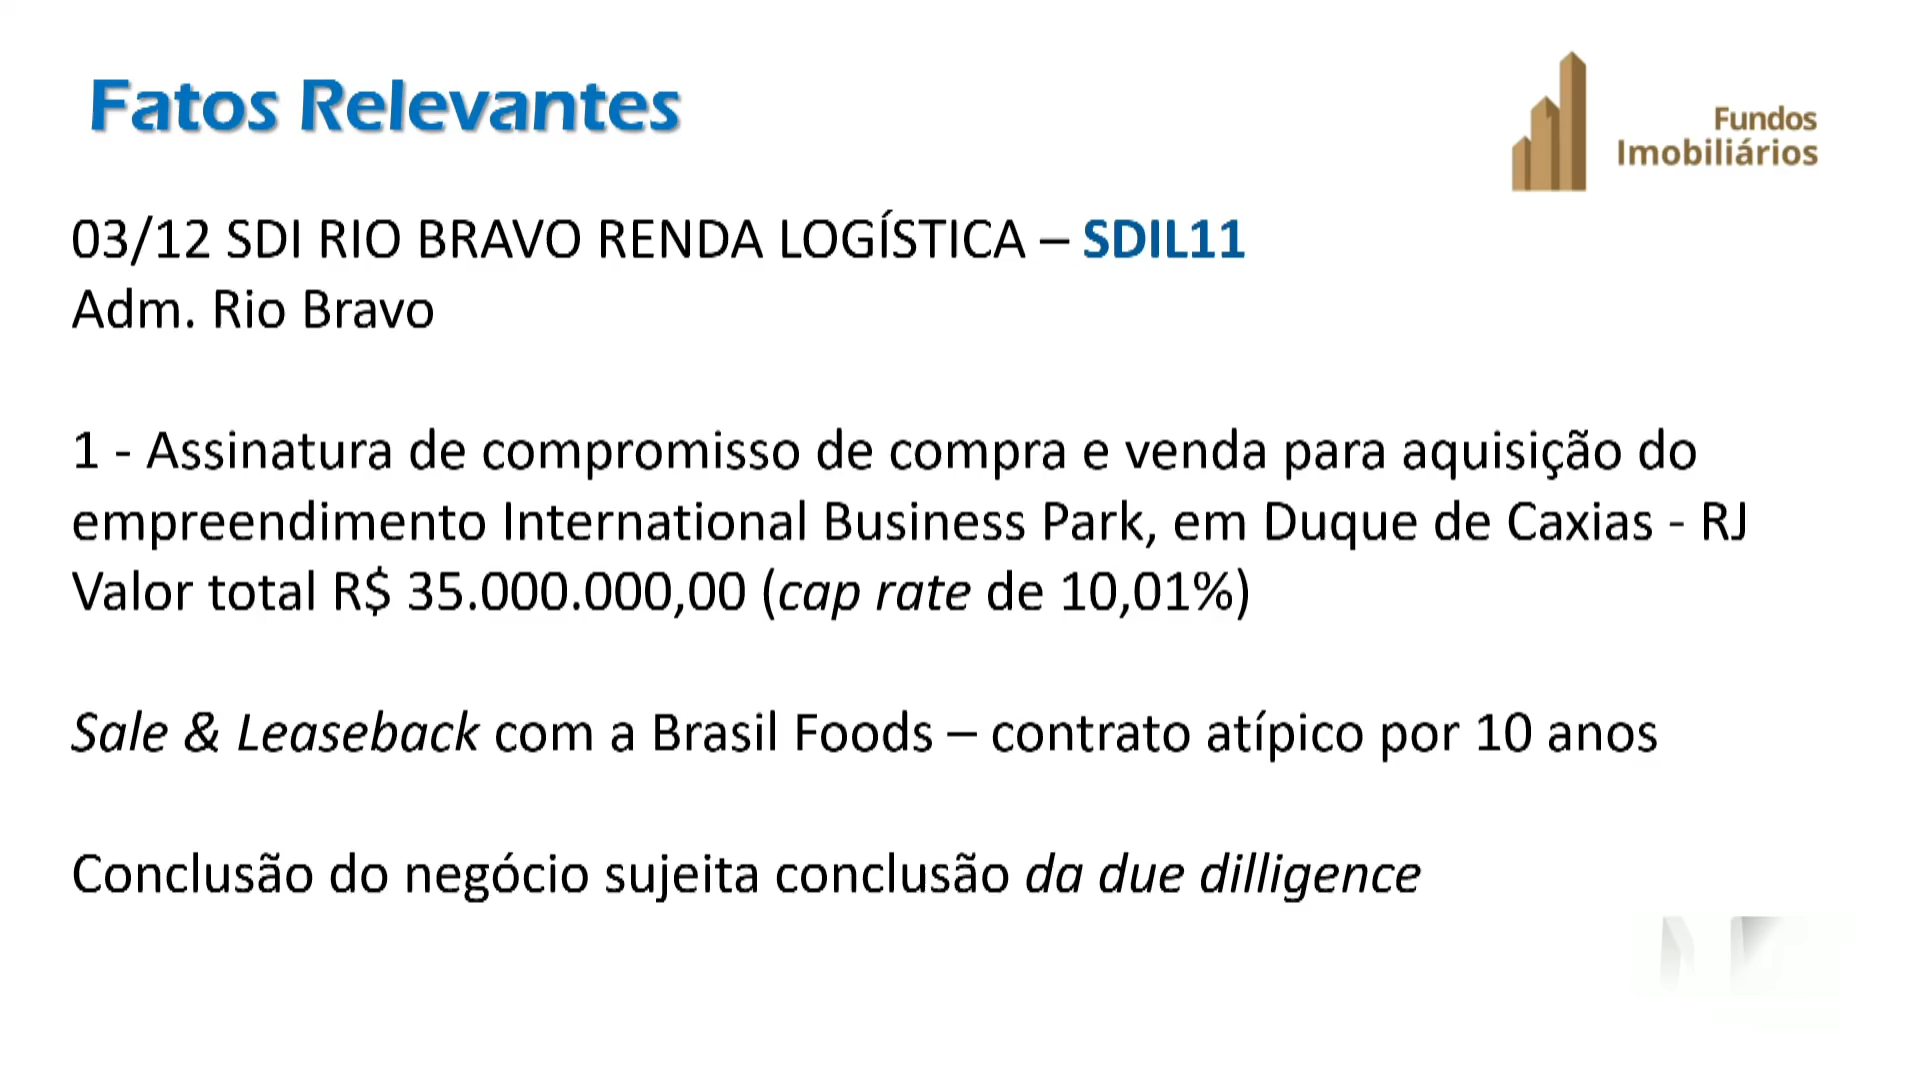 Fatos Relevantes
Fundos
Imobiliários
03/12 SDI RIO BRAVO RENDA LOGÍSTICA – SDIL11
Adm. Rio Bravo
1 - Assinatura de compromisso de compra e venda para aquisição do
empreendimento International Business Park, em Duque de Caxias - RJ
Valor total R$ 35.000.000,00 (cap rate de 10,01%)
Sale & Leaseback com a Brasil Foods – contrato atípico por 10 anos
Conclusão do negócio sujeita conclusão da due dilligence